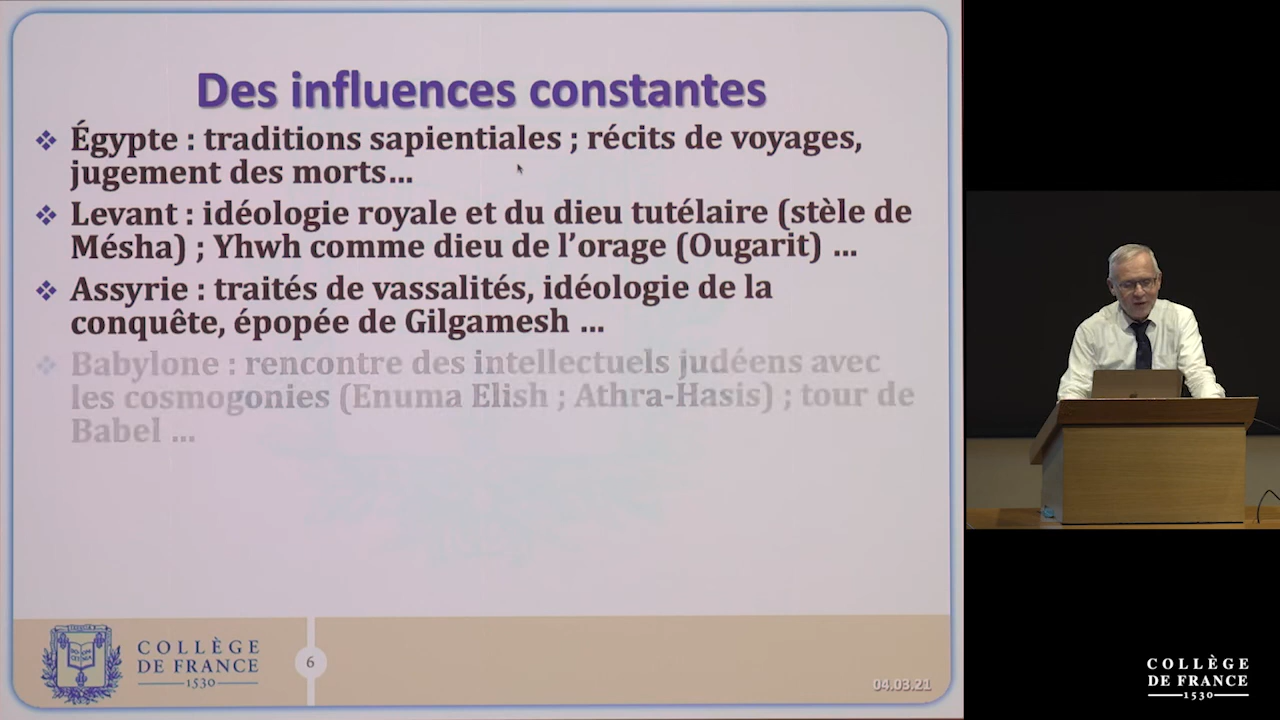 Des influences constantes
❖ Égypte : traditions sapientiales ; récits de voyages,
jugement des morts...
❖ Levant : idéologie royale et du dieu tutélaire (stèle de
Mésha) ; Yhwh comme dieu de l’orage (Ougarit) ...
❖ Assyrie : traités de vassalités, idéologie de la
conquête, épopée de Gilgamesh ...
❖ Babylone : rencontre des intellectuels judéens avec
les cosmogonies (Enuma Elish ; Athra-Hasis) ; tour de
Babel ...
COLLÈGE
DE FRANCE
1530
6
04.03.21
COLLÈGE
DE FRANCE
1530